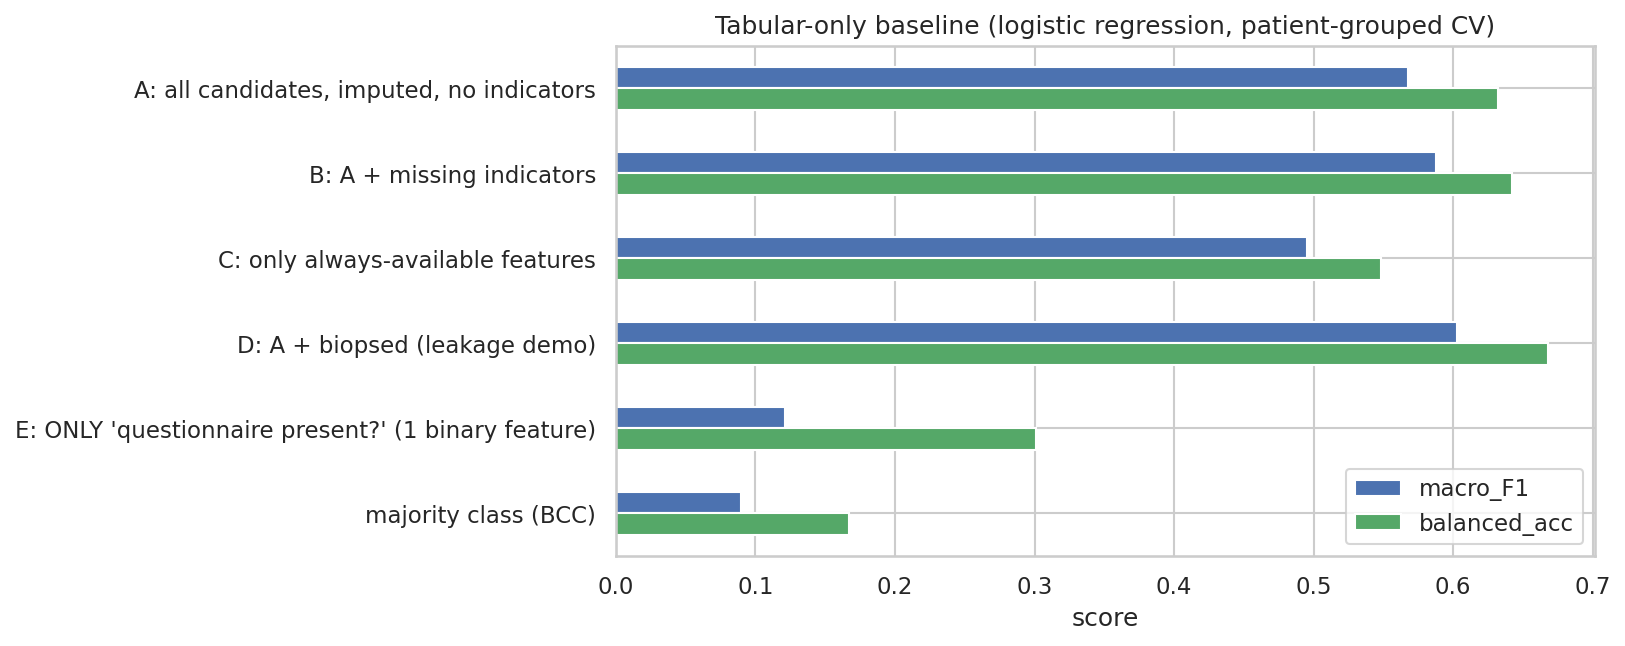 Tabular-only baseline (logistic regression, patient-grouped CV)
A: all candidates, imputed, no indicators
B: A + missing indicators
C: only always-available features
D: A + biopsed (leakage demo)
E: ONLY 'questionnaire present?' (1 binary feature)
majority class (BCC)
macro_F1
balanced_acc
0.0 0.1 0.2 0.3 0.4 0.5 0.6 0.7
score